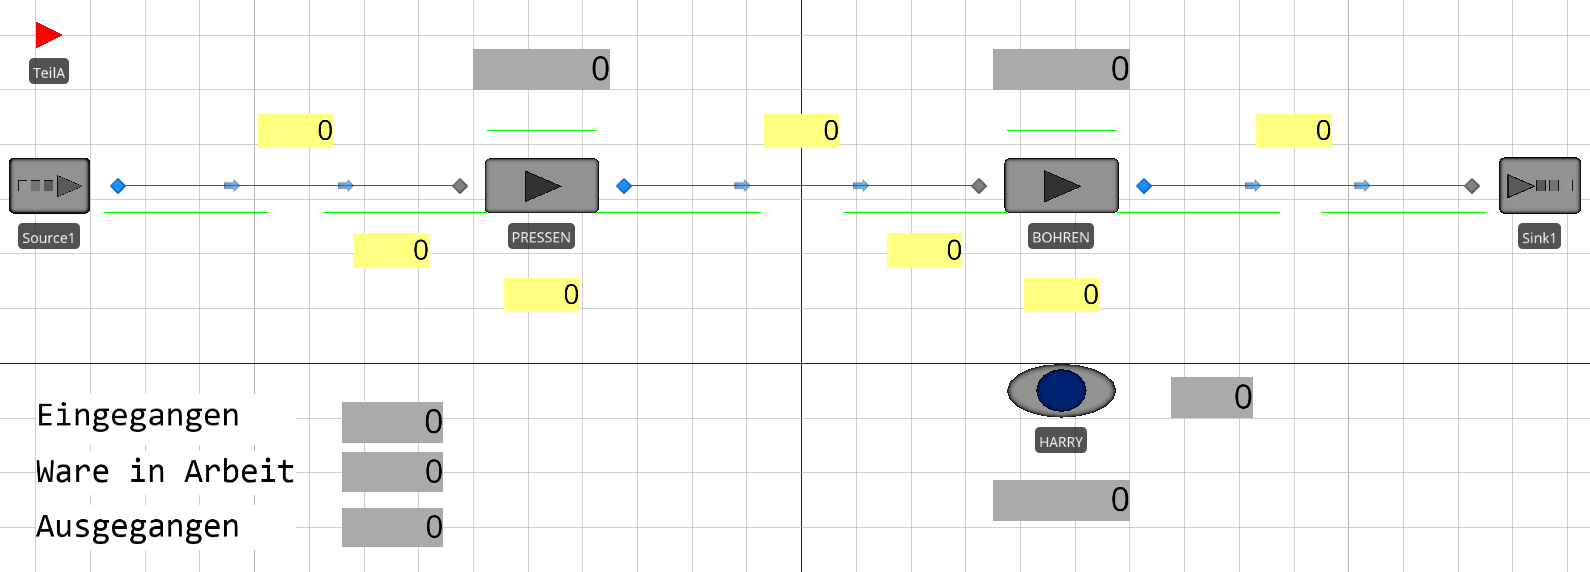 TeilA
0
0
0
0
0
Source1
PRESSEN
BOHREN
Sink1
0
0
0
0
Eingegangen 0
0
HARRY
Ware in Arbeit 0
0
Ausgegangen 0